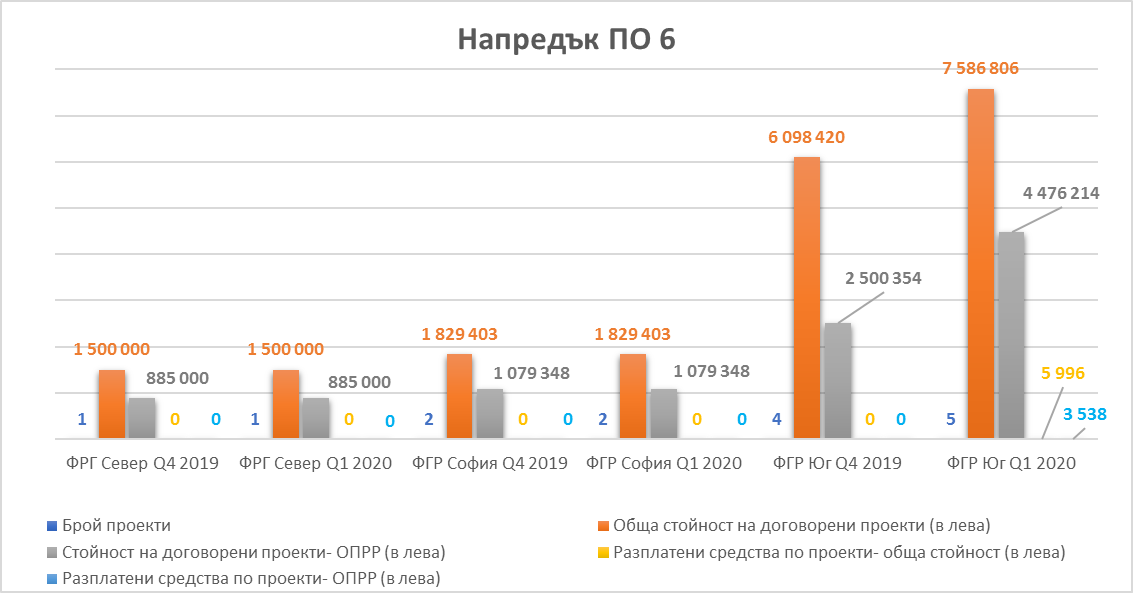 Напредък ПО 6
7 586 806
6 098 420
4 476 214
2 500 354
1 829 403
1 829 403
1 500 000
1 500 000
885 000
885 000
1 079 348
1 079 348
5 996
3 538
1
0
0
1
0
0
2
0
0
2
0
0
4
0
0
5
ФРГ Север Q4 2019
ФРГ Север Q1 2020
ФГР София Q4 2019
ФГР София Q1 2020
ФГР Юг Q4 2019
ФГР Юг Q1 2020
Брой проекти
Обща стойност на договорени проекти (в лева)
Стойност на договорени проекти- ОПРР (в лева)
Разплатени средства по проекти- обща стойност (в лева)
Разплатени средства по проекти- ОПРР (в лева)